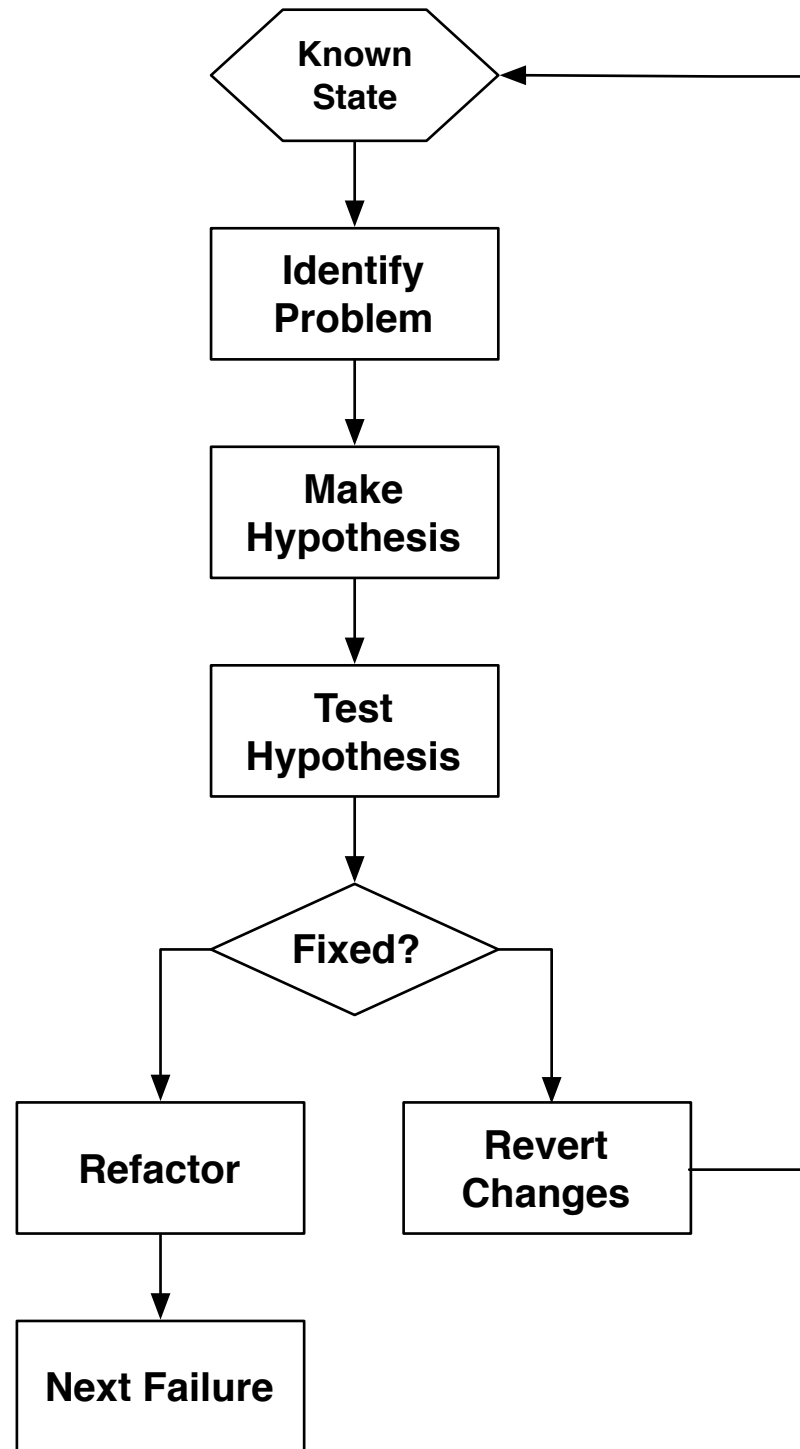 Known
State
Identify
Problem
Make
Hypothesis
Test
Hypothesis
Fixed?
Refactor
Revert
Changes
Next Failure